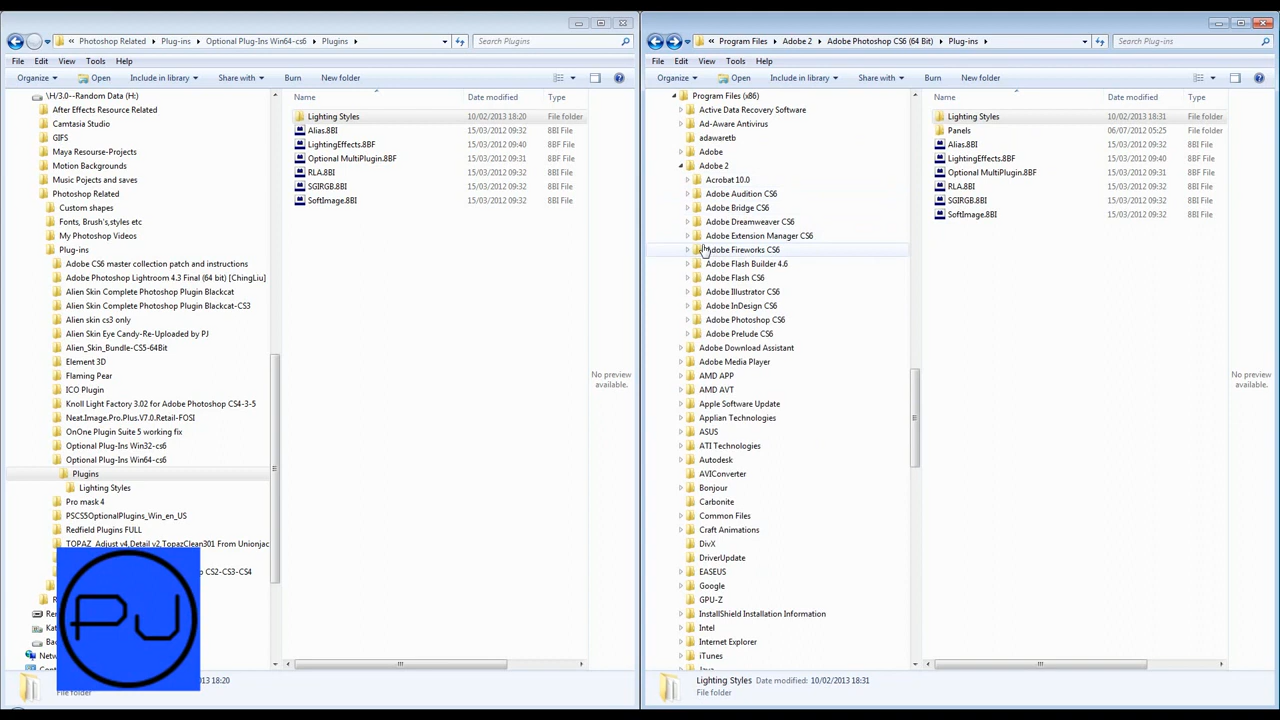 Photoshop Related
Plug-ins
Optional Plug-Ins Win64-cs6
Plugins
Search Plugins
File Edit View Tools Help
Organize
Open
Include in library
Share with
Burn
New folder
\H/3.0--Random Data (H:)
After Effects Resource Related
Camtasia Studio
GIFS
Maya Resourse-Projects
Motion Backgrounds
Music Projects and saves
Photoshop Related
Custom shapes
Fonts, Brush's,styles etc
My Photoshop Videos
Plug-ins
Adobe CS6 master collection patch and instructions
Adobe Photoshop Lightroom 4.3 Final (64 bit) [ChingLiu]
Alien Skin Complete Photoshop Plugin Blackcat
Alien Skin Complete Photoshop Plugin Blackcat-CS3
Alien skin cs3 only
Alien Skin Eye Candy-Re-Uploaded by PJ
Alien_Skin_Bundle-CS5-64Bit
Element 3D
Flaming Pear
ICO Plugin
Knoll Light Factory 3.02 for Adobe Photoshop CS4-3-5
Neat.Image.Pro.Plus.V7.0.Retail-FOSI
OnOne Plugin Suite 5 working fix
Optional Plug-Ins Win32-cs6
Optional Plug-Ins Win64-cs6
Plugins
Lighting Styles
Pro mask 4
PSCS5OptionalPlugins_Win_en_US
Redfield Plugins FULL
TOPAZ_Adjust v4.Detail v2.TopazClean301 From Unionjac
CS2-CS3-CS4
PJ
Name Date modified Type
Lighting Styles 10/02/2013 18:20 File folder
Alias.8BI 15/03/2012 09:32 8BI File
LightingEffects.8BF 15/03/2012 09:40 8BF File
Optional MultiPlugin.8BF 15/03/2012 09:31 8BF File
RLA.8BI 15/03/2012 09:32 8BI File
SGIRGB.8BI 15/03/2012 09:32 8BI File
SoftImage.8BI 15/03/2012 09:32 8BI File
No preview
available.
18:20
File folder
Program Files
Adobe 2
Adobe Photoshop CS6 (64 Bit)
Plug-ins
Search Plug-ins
File Edit View Tools Help
Organize
Open
Include in library
Share with
Burn
New folder
Program Files (x86)
Active Data Recovery Software
Ad-Aware Antivirus
adawaretb
Adobe
Adobe 2
Acrobat 10.0
Adobe Audition CS6
Adobe Bridge CS6
Adobe Dreamweaver CS6
Adobe Extension Manager CS6
Adobe Fireworks CS6
Adobe Flash Builder 4.6
Adobe Flash CS6
Adobe Illustrator CS6
Adobe InDesign CS6
Adobe Photoshop CS6
Adobe Prelude CS6
Adobe Download Assistant
Adobe Media Player
AMD APP
AMD AVT
Apple Software Update
Applian Technologies
ASUS
ATI Technologies
Autodesk
AVIConverter
Bonjour
Carbonite
Common Files
Craft Animations
DivX
DriverUpdate
EASEUS
Google
GPU-Z
InstallShield Installation Information
Intel
Internet Explorer
iTunes
Name Date modified Type
Lighting Styles 10/02/2013 18:31 File folder
Panels 06/07/2012 05:25 File folder
Alias.8BI 15/03/2012 09:32 8BI File
LightingEffects.8BF 15/03/2012 09:40 8BF File
Optional MultiPlugin.8BF 15/03/2012 09:31 8BF File
RLA.8BI 15/03/2012 09:32 8BI File
SGIRGB.8BI 15/03/2012 09:32 8BI File
SoftImage.8BI 15/03/2012 09:32 8BI File
No preview
available.
Lighting Styles Date modified: 10/02/2013 18:31
File folder